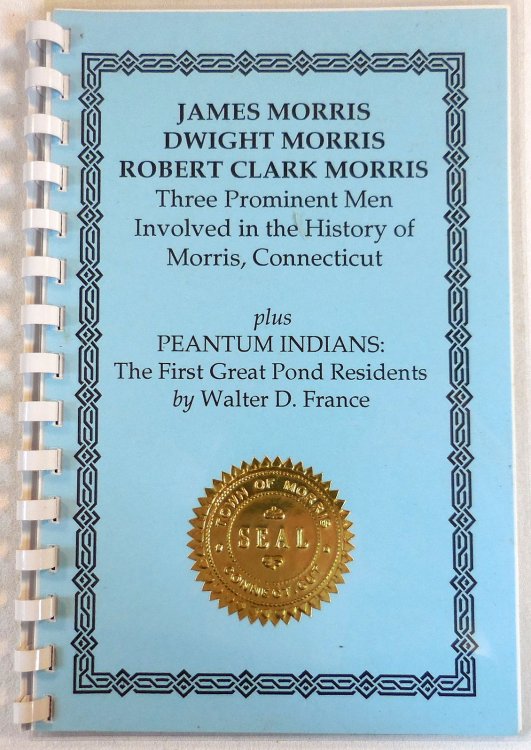 JAMES MORRIS
DWIGHT MORRIS
ROBERT CLARK MORRIS
Three Prominent Men
Involved in the History of
Morris, Connecticut
plus
PEANTUM INDIANS:
The First Great Pond Residents
by Walter D. France
TOWN OF MORRIS
SEAL
CONNECTICUT